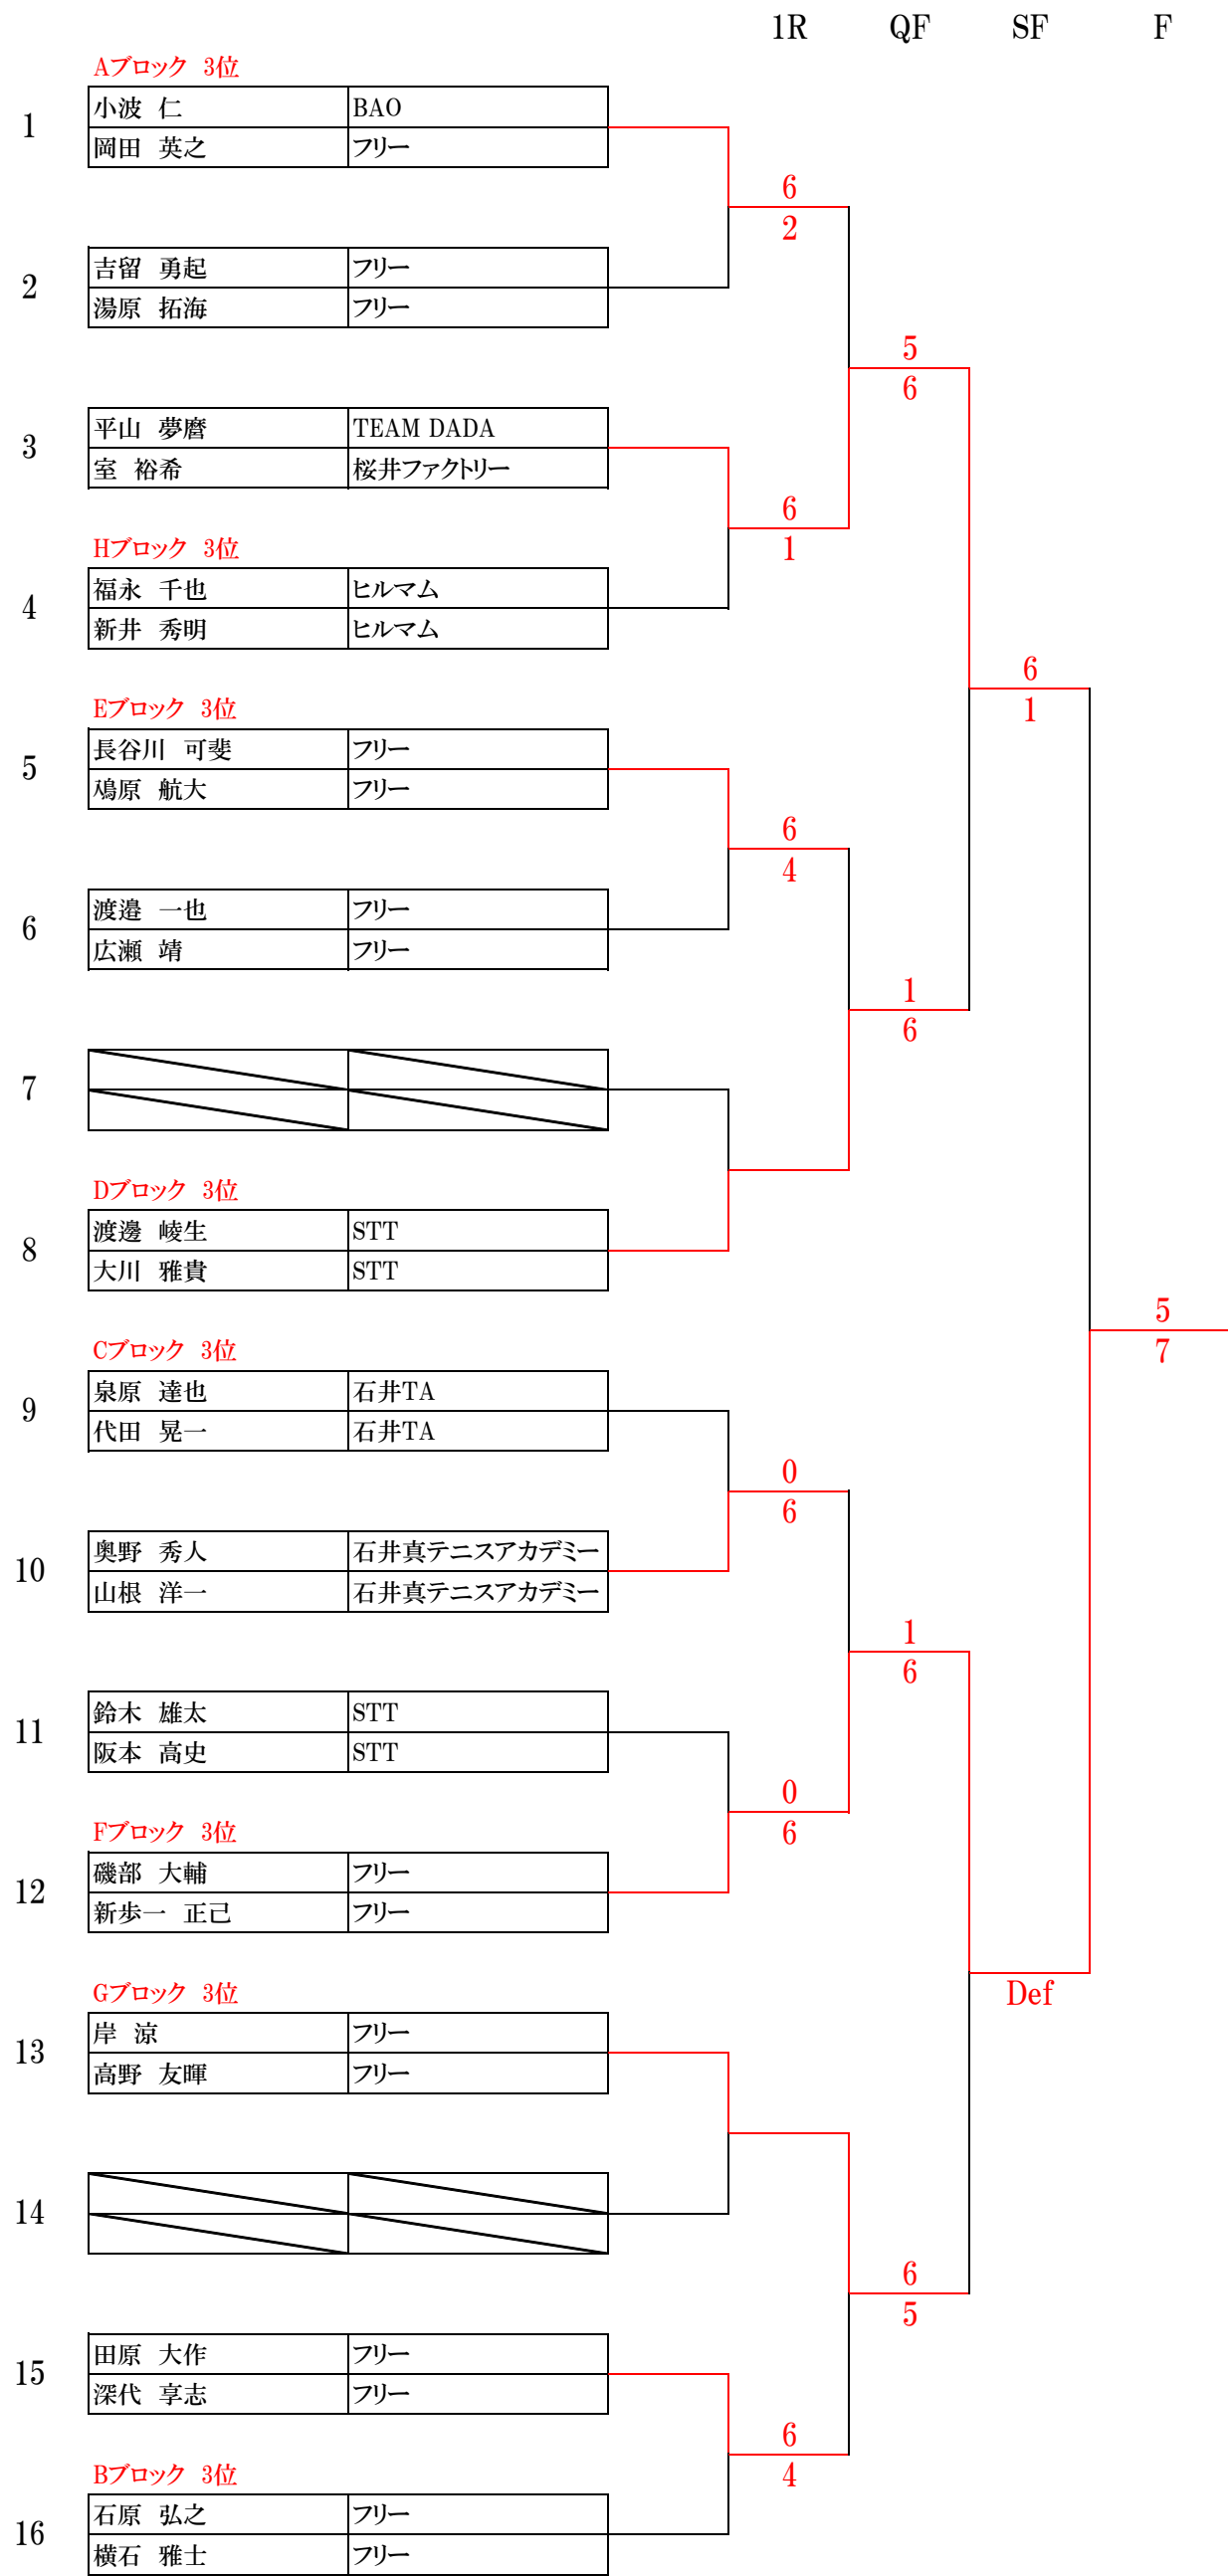 1R QF SF F
Aブロック 3位
1 小波 仁 BAO
岡田 英之 フリー
6
2
2 吉留 勇起 フリー
湯原 拓海 フリー
5
6
3 平山 夢磨 TEAM DADA
室 裕希 桜井ファクトリー
6
1
Hブロック 3位
4 福永 千也 ヒルマム
新井 秀明 ヒルマム
6
1
Eブロック 3位
5 長谷川 可斐 フリー
鴋原 航大 フリー
6
4
6 渡邉 一也 フリー
広瀬 靖 フリー
1
6
7
Dブロック 3位
8 渡邊 崚生 STT
大川 雅貴 STT
5
7
Cブロック 3位
9 泉原 達也 石井TA
代田 晃一 石井TA
0
6
10 奥野 秀人 石井真テニスアカデミー
山根 洋一 石井真テニスアカデミー
1
6
11 鈴木 雄太 STT
阪本 高史 STT
0
6
Fブロック 3位
12 磯部 大輔 フリー
新歩一 正己 フリー
Def
Gブロック 3位
13 岸 涼 フリー
高野 友暉 フリー
14
6
5
15 田原 大作 フリー
深代 享志 フリー
6
4
Bブロック 3位
16 石原 弘之 フリー
横石 雅士 フリー